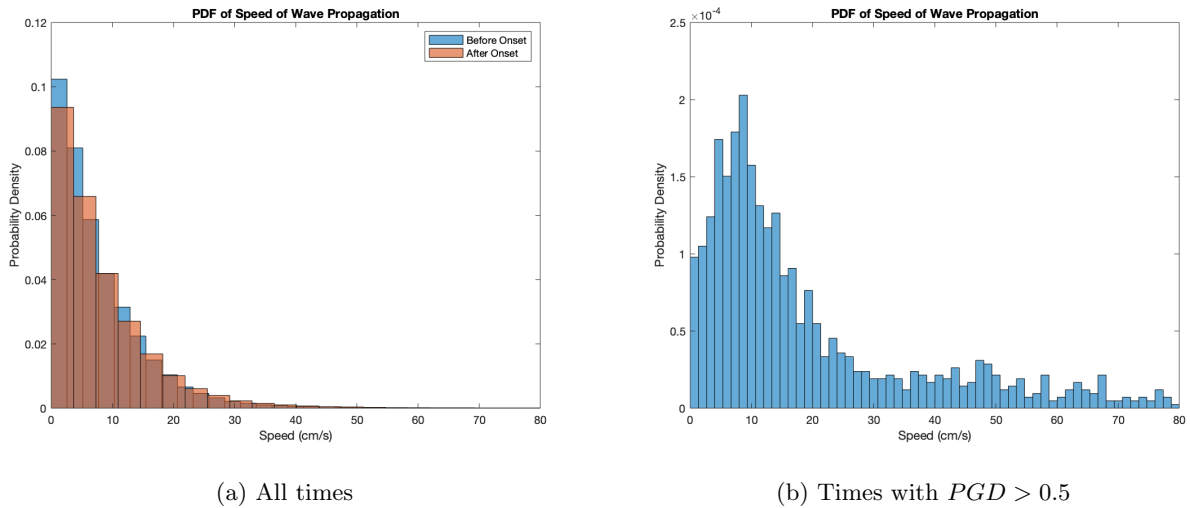 PDF of Speed of Wave Propagation
0.12
0.1
0.08
0.06
0.04
0.02
0
Probability Density
Before Onset
After Onset
0 10 20 30 40 50 60 70 80
Speed (cm/s)
(a) All times
PDF of Speed of Wave Propagation
×10⁻⁴
2.5
2
1.5
1
0.5
0
Probability Density
0 10 20 30 40 50 60 70 80
Speed (cm/s)
(b) Times with PGD > 0.5